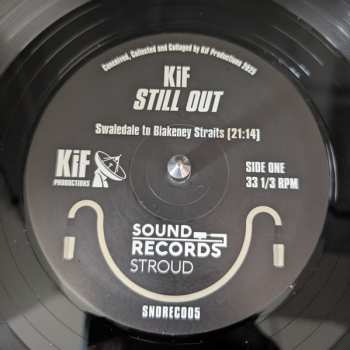 Conceived, Collected and Collaged by Kif Productions 2023
KiF
STILL OUT
Swaledale to Blakeney Straits [21:14]
KiF
PRODUCTIONS
SIDE ONE
33 1/3 RPM
SOUND
RECORDS
STROUD
SNDREC005